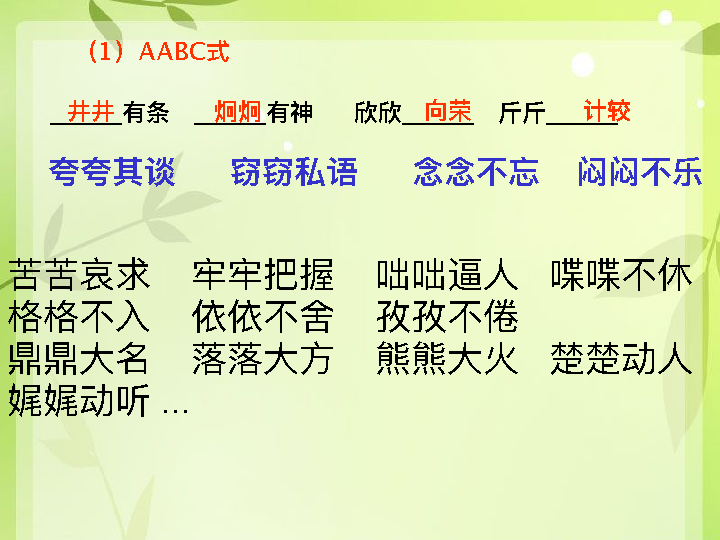 （1）AABC式
井井有条 炯炯有神 欣欣向荣 斤斤计较
夸夸其谈 窃窃私语 念念不忘 闷闷不乐
苦苦哀求 牢牢把握 咄咄逼人 喋喋不休
格格不入 依依不舍 孜孜不倦
鼎鼎大名 落落大方 熊熊大火 楚楚动人
娓娓动听 ...